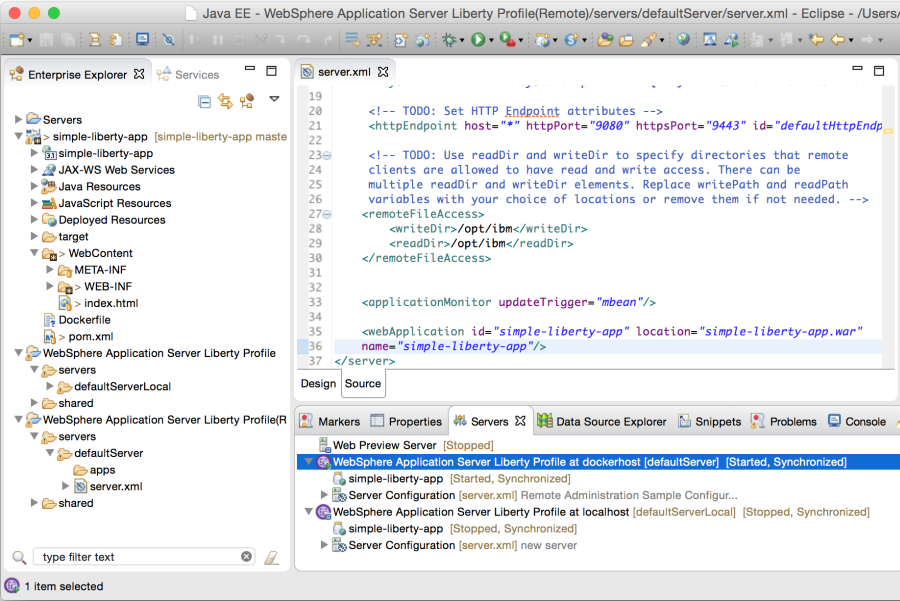 Java EE - WebSphere Application Server Liberty Profile(Remote)/servers/defaultServer/server.xml - Eclipse - /Users/
Enterprise Explorer
Services
Servers
> simple-liberty-app [simple-liberty-app maste
simple-liberty-app
JAX-WS Web Services
Java Resources
JavaScript Resources
Deployed Resources
target
> WebContent
META-INF
> WEB-INF
> index.html
Dockerfile
> pom.xml
WebSphere Application Server Liberty Profile
servers
defaultServerLocal
shared
WebSphere Application Server Liberty Profile(R
servers
defaultServer
apps
server.xml
shared
type filter text
1 item selected
server.xml
19
20 <!-- TODO: Set HTTP Endpoint attributes -->
21 <httpEndpoint host="*" httpPort="9080" httpsPort="9443" id="defaultHttpEndp
22
23 <!-- TODO: Use readDir and writeDir to specify directories that remote
24 clients are allowed to have read and write access. There can be
25 multiple readDir and writeDir elements. Replace writePath and readPath
26 variables with your choice of locations or remove them if not needed. -->
27 <remoteFileAccess>
28 <writeDir>/opt/ibm</writeDir>
29 <readDir>/opt/ibm</readDir>
30 </remoteFileAccess>
31
32
33 <applicationMonitor updateTrigger="mbean"/>
34
35 <webApplication id="simple-liberty-app" location="simple-liberty-app.war"
36 name="simple-liberty-app"/>
37 </server>
Design Source
Markers Properties Servers Data Source Explorer Snippets Problems Console
Web Preview Server [Stopped]
WebSphere Application Server Liberty Profile at dockerhost [defaultServer] [Started, Synchronized]
simple-liberty-app [Started, Synchronized]
Server Configuration [server.xml] Remote Administration Sample Configur...
WebSphere Application Server Liberty Profile at localhost [defaultServerLocal] [Stopped, Synchronized]
simple-liberty-app [Stopped, Synchronized]
Server Configuration [server.xml] new server